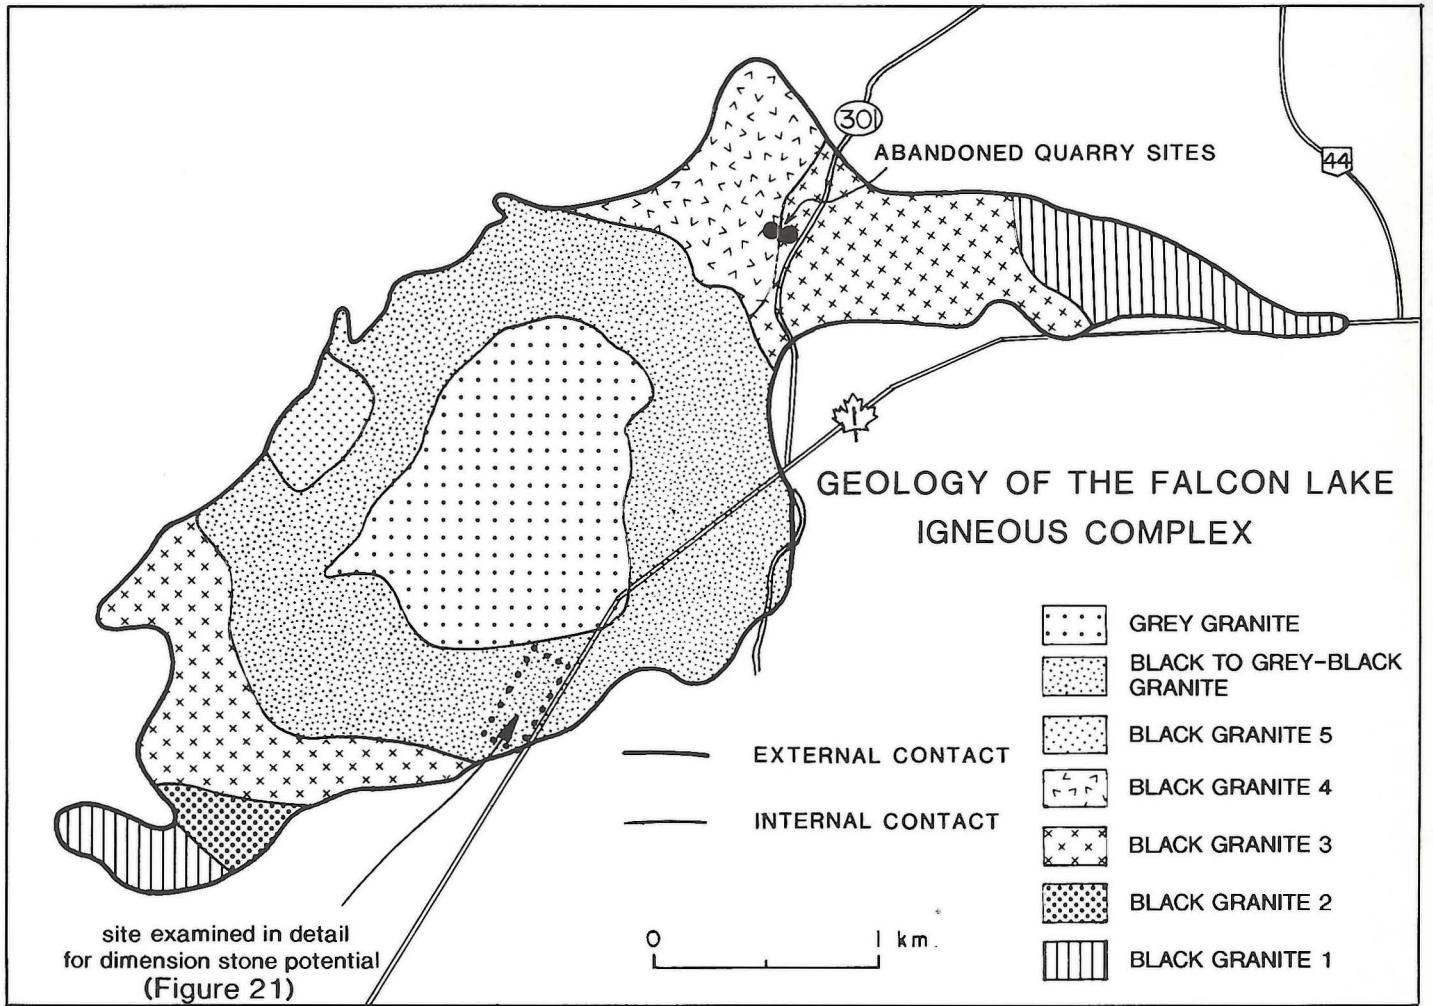 301
44
ABANDONED QUARRY SITES
1
GEOLOGY OF THE FALCON LAKE
IGNEOUS COMPLEX
GREY GRANITE
BLACK TO GREY-BLACK
GRANITE
BLACK GRANITE 5
BLACK GRANITE 4
BLACK GRANITE 3
BLACK GRANITE 2
BLACK GRANITE 1
EXTERNAL CONTACT
INTERNAL CONTACT
0 1 km.
site examined in detail
for dimension stone potential
(Figure 21)